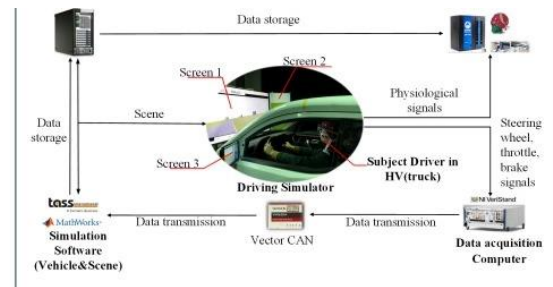 Data storage
Screen 1
Screen 2
Physiological
signals
Data
storage
Scene
Steering
wheel,
throttle,
brake
signals
Screen 3
Subject Driver in
HV(truck)
Driving Simulator
tass
MathWorks
Simulation
Software
(Vehicle&Scene)
Data transmission
Vector CAN
Data transmission
NI VeriStand
Data acquisition
Computer